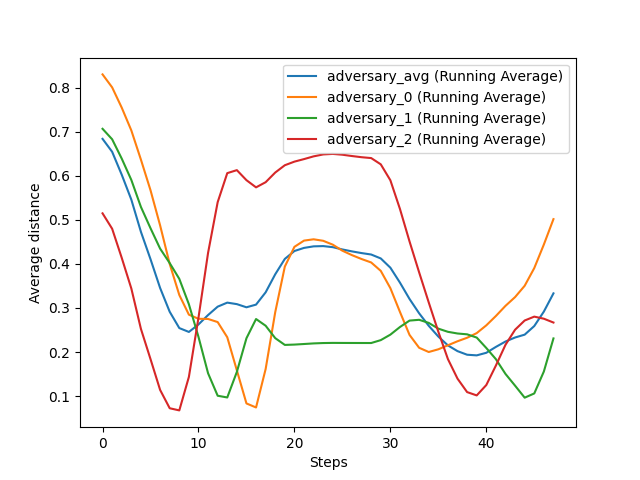 adversary_avg (Running Average)
adversary_0 (Running Average)
adversary_1 (Running Average)
adversary_2 (Running Average)
0.8
0.7
0.6
0.5
0.4
0.3
0.2
0.1
Average distance
0 10 20 30 40
Steps